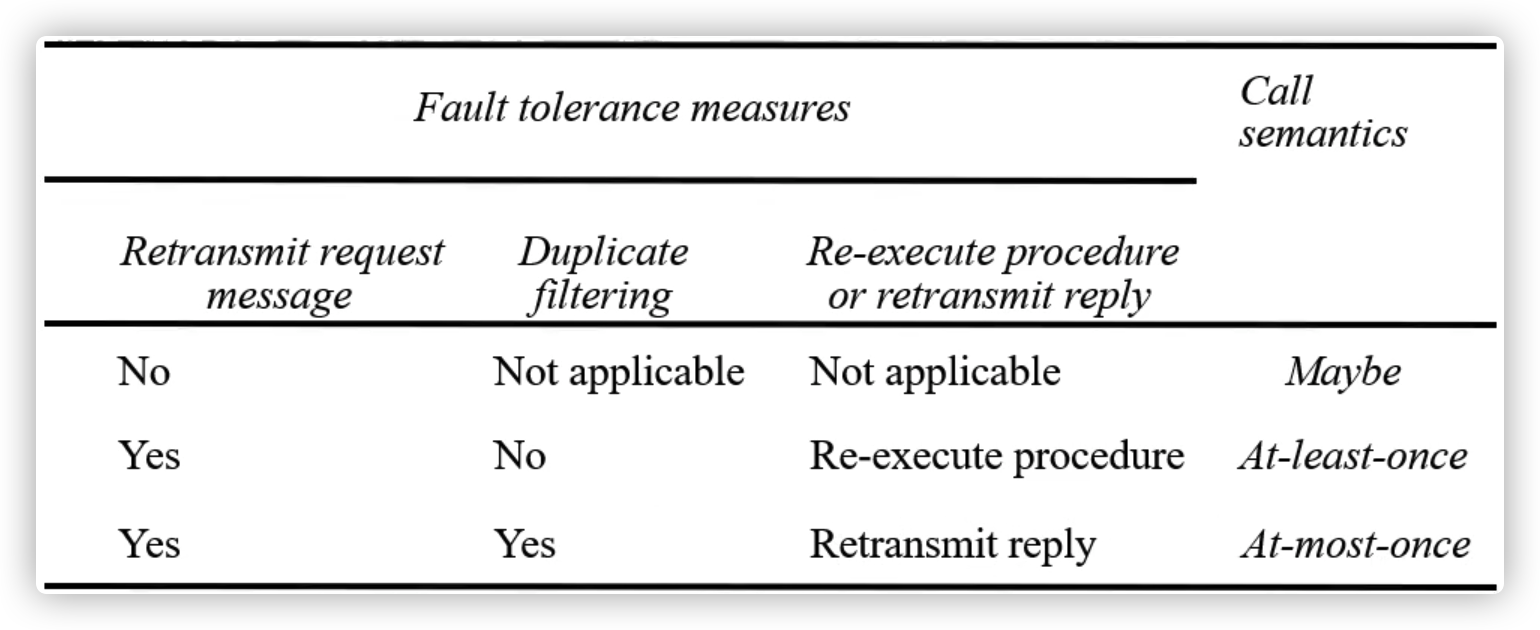 Fault tolerance measures
Call
semantics
Retransmit request
message
Duplicate
filtering
Re-execute procedure
or retransmit reply
No Not applicable Not applicable Maybe
Yes No Re-execute procedure At-least-once
Yes Yes Retransmit reply At-most-once